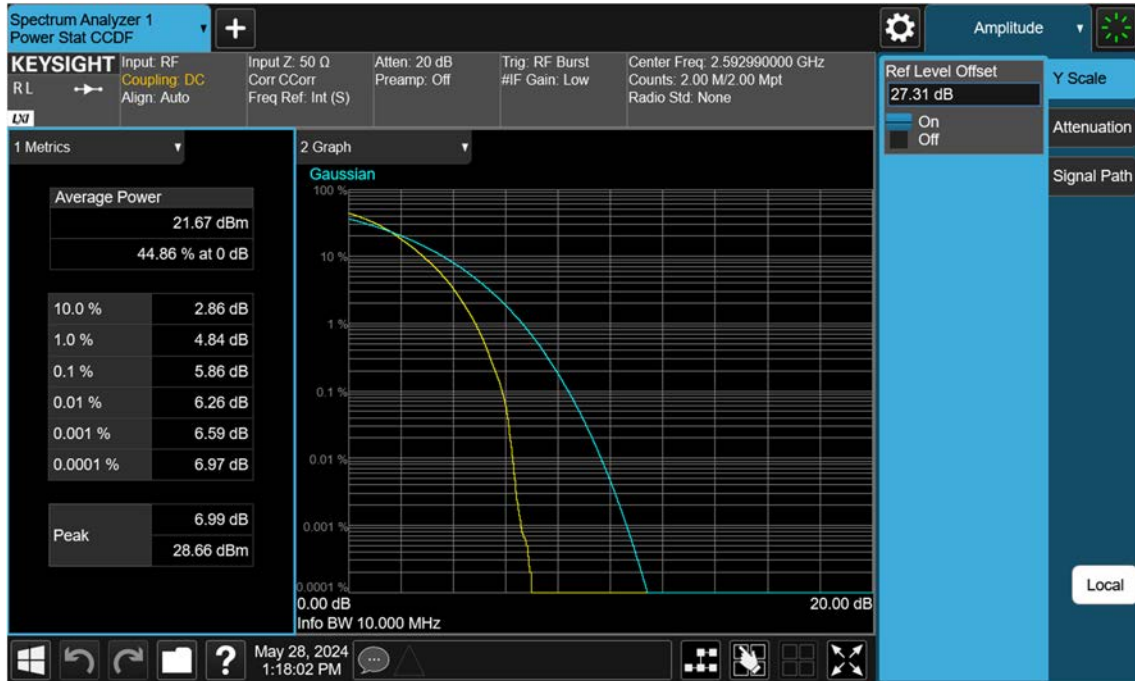 Spectrum Analyzer 1
Power Stat CCDF
Amplitude
KEYSIGHT
R L
LXI
Input: RF
Coupling: DC
Align: Auto
Input Z: 50 Ω
Corr CCorr
Freq Ref: Int (S)
Atten: 20 dB
Preamp: Off
Trig: RF Burst
#IF Gain: Low
Center Freq: 2.592990000 GHz
Counts: 2.00 M/2.00 Mpt
Radio Std: None
Ref Level Offset
27.31 dB
On
Off
Y Scale
Attenuation
Signal Path
1 Metrics
Average Power
21.67 dBm
44.86 % at 0 dB
10.0 % 2.86 dB
1.0 % 4.84 dB
0.1 % 5.86 dB
0.01 % 6.26 dB
0.001 % 6.59 dB
0.0001 % 6.97 dB
Peak 6.99 dB
28.66 dBm
2 Graph
Gaussian
100 %
10 %
1 %
0.1 %
0.01 %
0.001 %
0.0001 %
0.00 dB 20.00 dB
Info BW 10.000 MHz
Local
?
May 28, 2024
1:18:02 PM